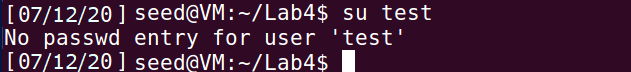 [07/12/20] seed@VM:~/Lab4$ su test
No passwd entry for user 'test'
[07/12/20] seed@VM:~/Lab4$